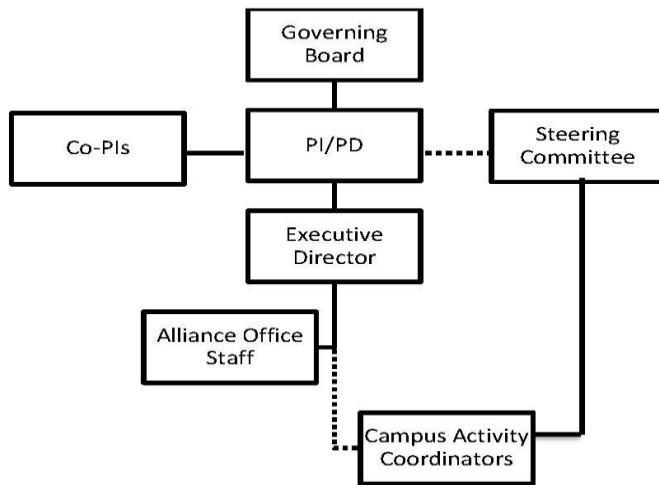 Governing
Board
Co-PIs
PI/PD
Steering
Committee
Executive
Director
Alliance Office
Staff
Campus Activity
Coordinators